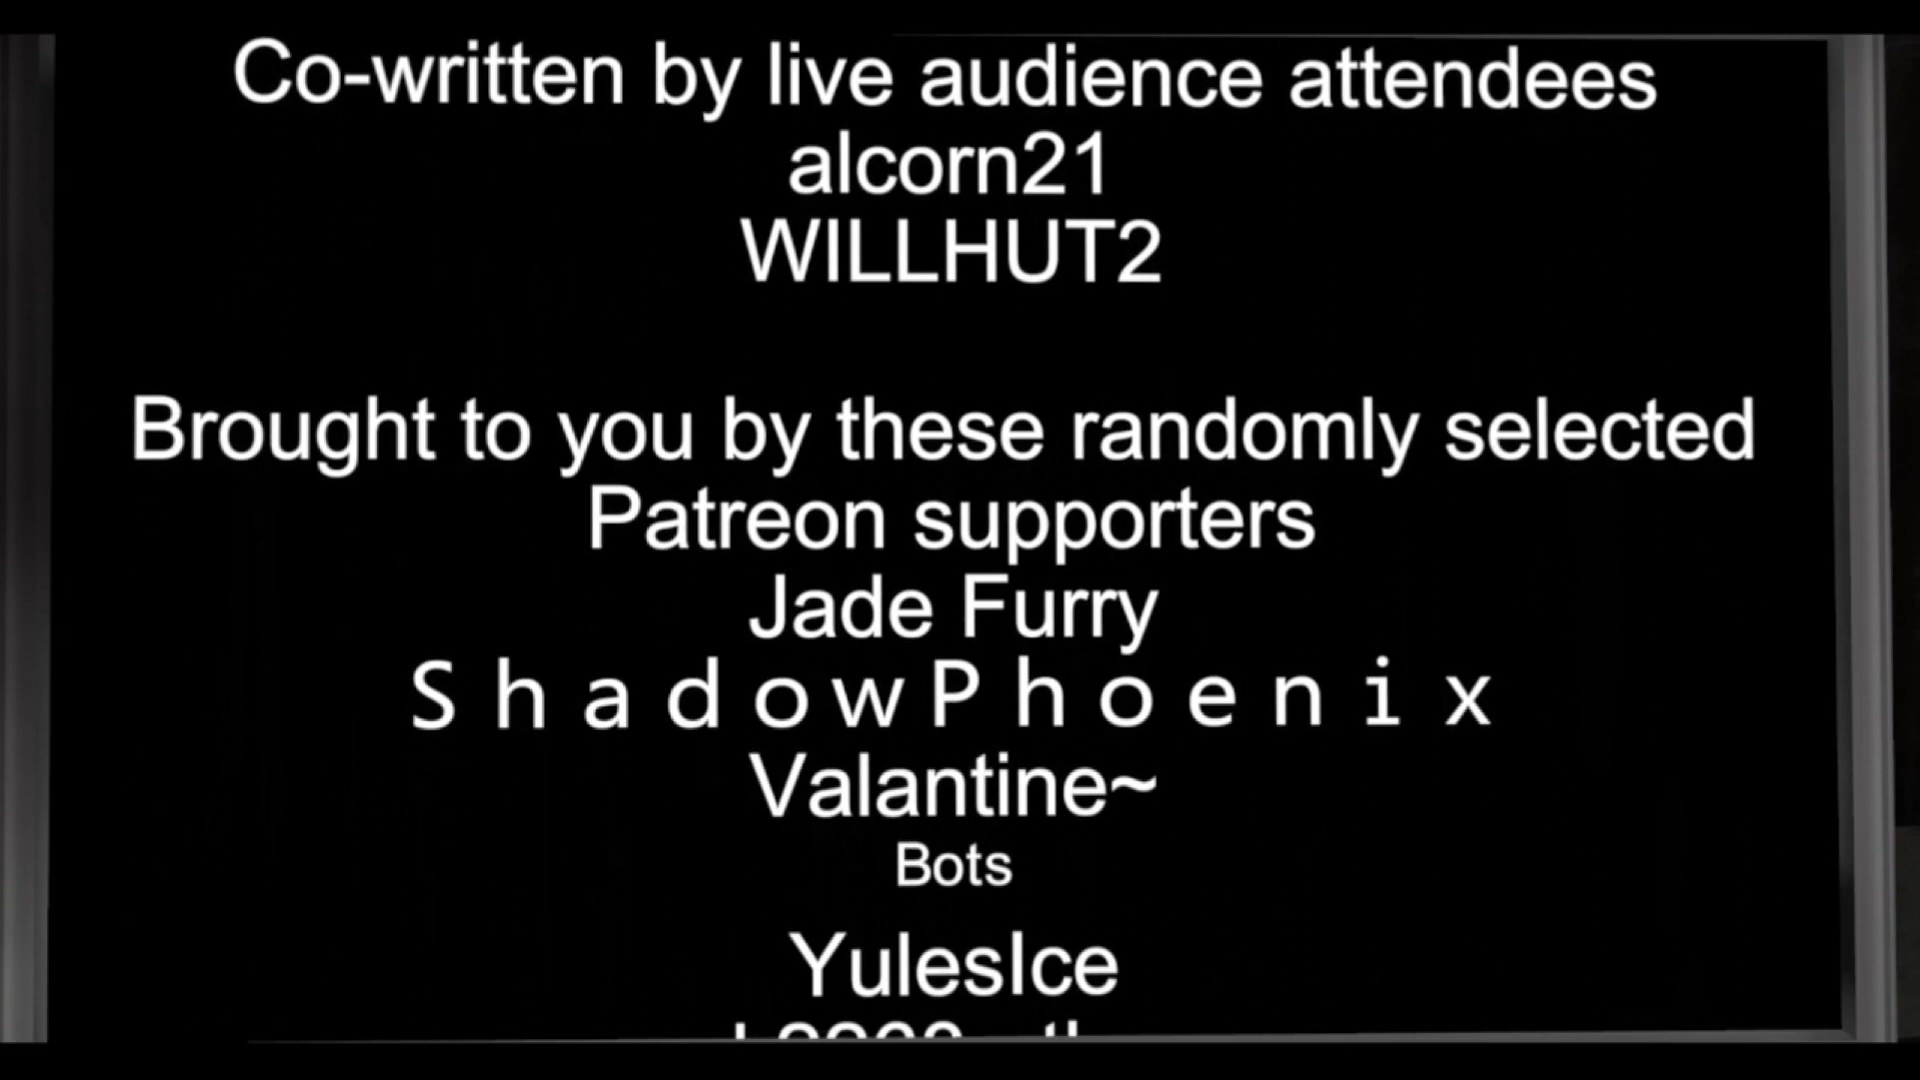 Co-written by live audience attendees
alcorn21
WILLHUT2
Brought to you by these randomly selected
Patreon supporters
Jade Furry
ShadowPhoenix
Valantine~
Bots
YulesIce